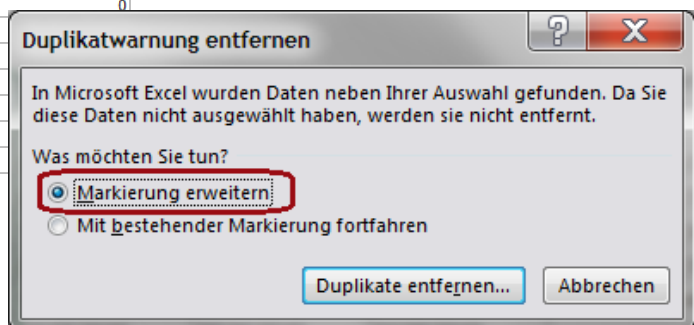 0
Duplikatwarnung entfernen
?
X
In Microsoft Excel wurden Daten neben Ihrer Auswahl gefunden. Da Sie
diese Daten nicht ausgewählt haben, werden sie nicht entfernt.
Was möchten Sie tun?
Markierung erweitern
Mit bestehender Markierung fortfahren
Duplikate entfernen... Abbrechen